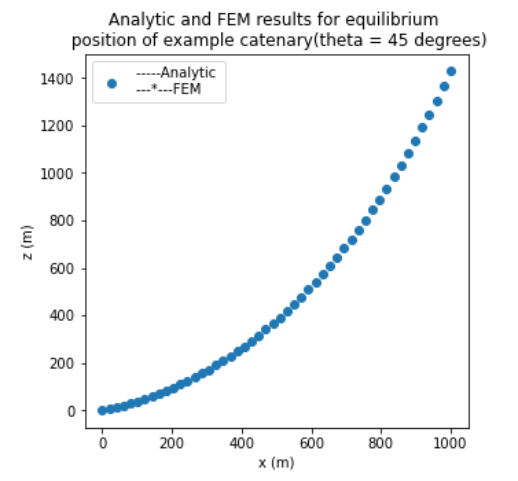 Analytic and FEM results for equilibrium
position of example catenary(theta = 45 degrees)
-----Analytic
---*---FEM
1400
1200
1000
800
600
400
200
0
z (m)
0 200 400 600 800 1000
x (m)